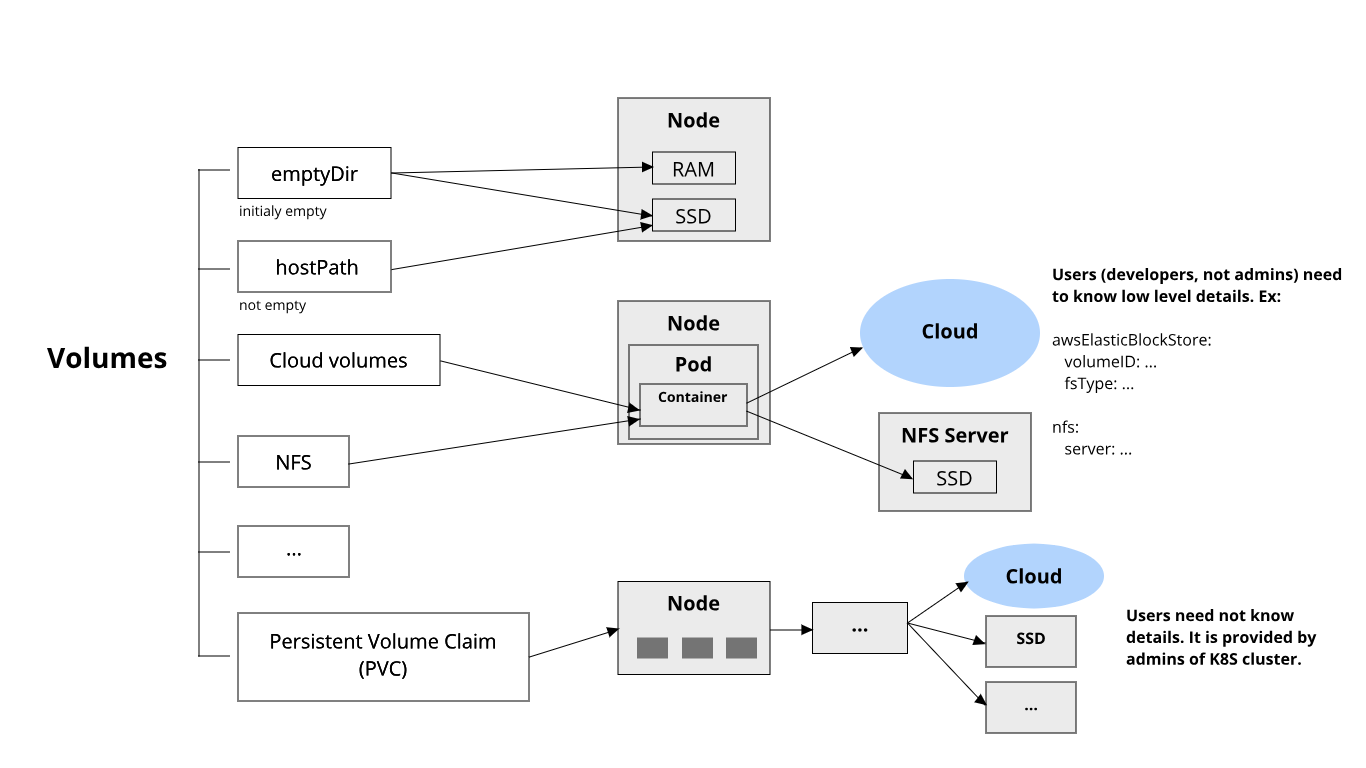 Volumes
emptyDir
initialy empty
hostPath
not empty
Cloud volumes
NFS
...
Persistent Volume Claim
(PVC)
Node
RAM
SSD
Node
Pod
Container
Cloud
NFS Server
SSD
Users (developers, not admins) need
to know low level details. Ex:
awsElasticBlockStore:
volumeID: ...
fsType: ...
nfs:
server: ...
Node
...
Cloud
SSD
...
Users need not know
details. It is provided by
admins of K8S cluster.